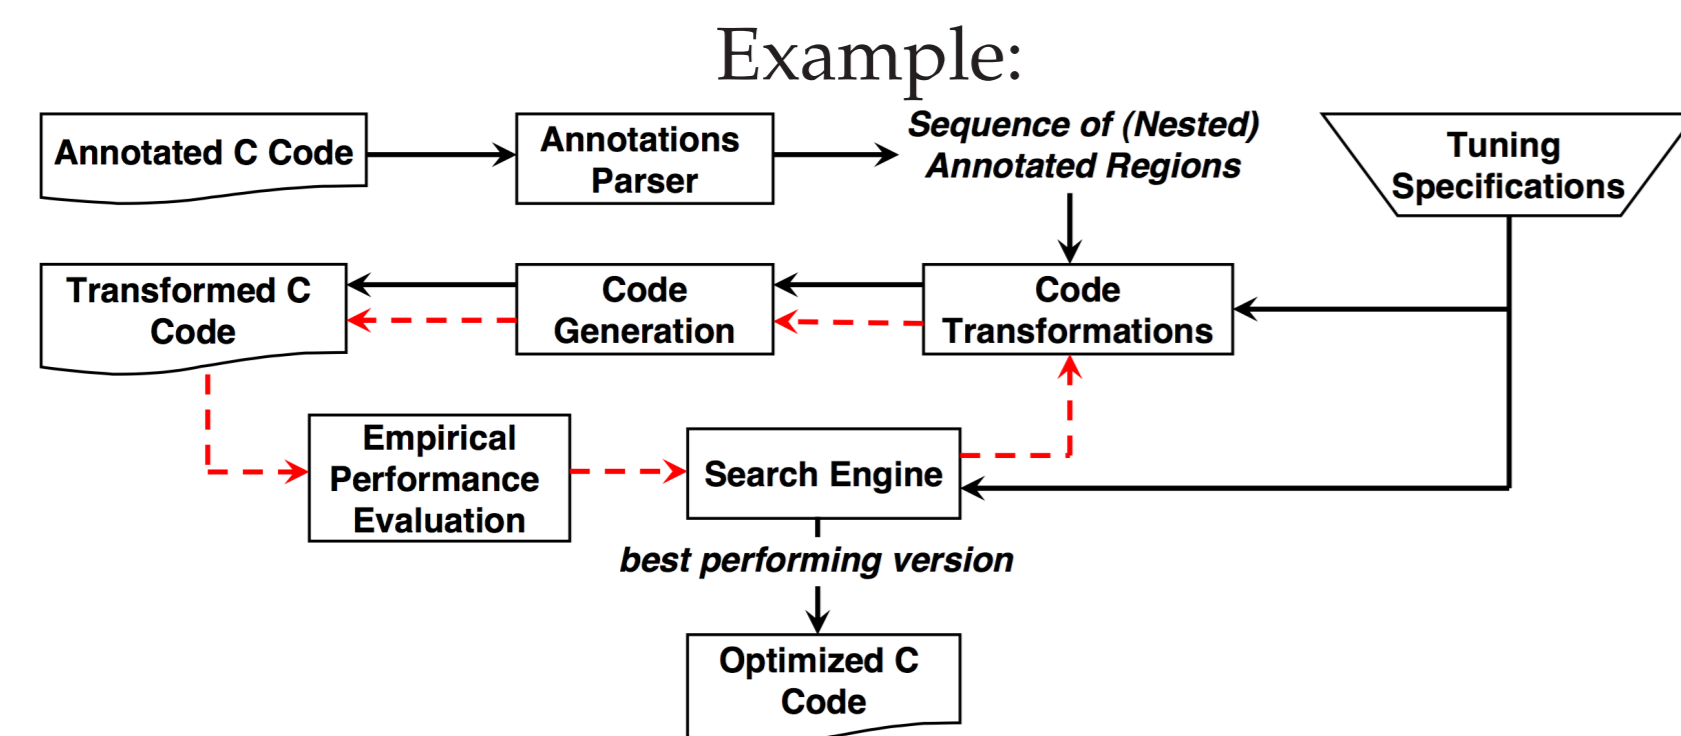 Example:
Annotated C Code
Annotations
Parser
Sequence of (Nested)
Annotated Regions
Tuning
Specifications
Transformed C
Code
Code
Generation
Code
Transformations
Empirical
Performance
Evaluation
Search Engine
best performing version
Optimized C
Code